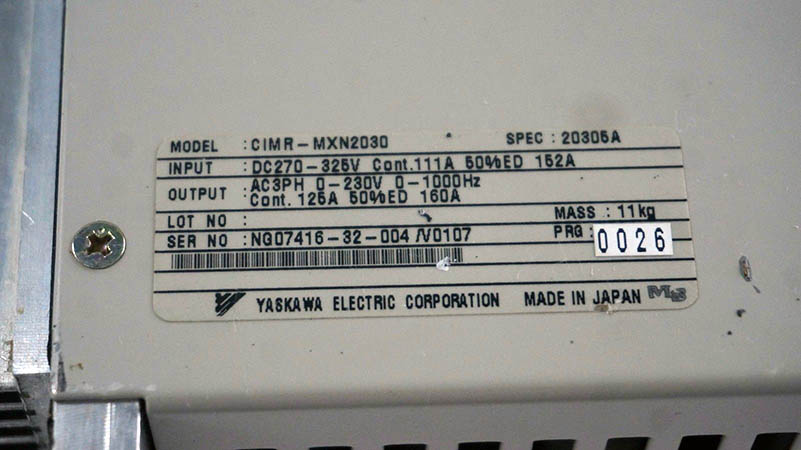 MODEL : CIMR-MXN2030 SPEC : 20305A
INPUT : DC270-325V Cont.111A 50%ED 152A
OUTPUT : AC3PH 0-230V 0-1000Hz
Cont.125A 50%ED 160A
LOT NO : MASS : 11kg
SER NO : NG07416-32-004/V0107 PRG: 0026
YASKAWA ELECTRIC CORPORATION MADE IN JAPAN